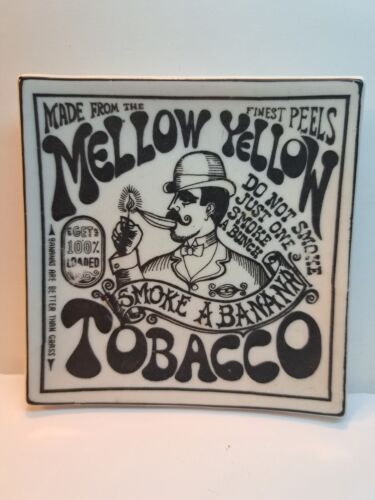 MADE FROM THE FINEST PEELS
MELLOW YELLOW
DO NOT SMOKE
JUST ONE
SMOKE
A BUNCH
GET
100%
LOADED
BANANAS ARE BETTER THAN GRASS
SMOKE A BANANA
TOBACCO